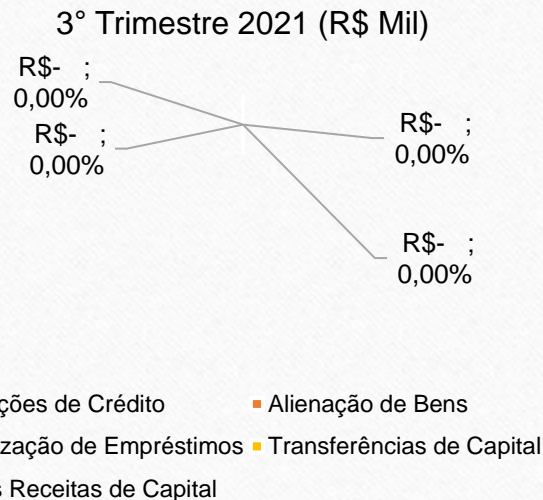 3° Trimestre 2021 (R$ Mil)
R$- ;
0,00%
R$- ;
0,00%
R$- ;
0,00%
R$- ;
0,00%
ções de Crédito
Alienação de Bens
zação de Empréstimos
Transferências de Capital
s Receitas de Capital